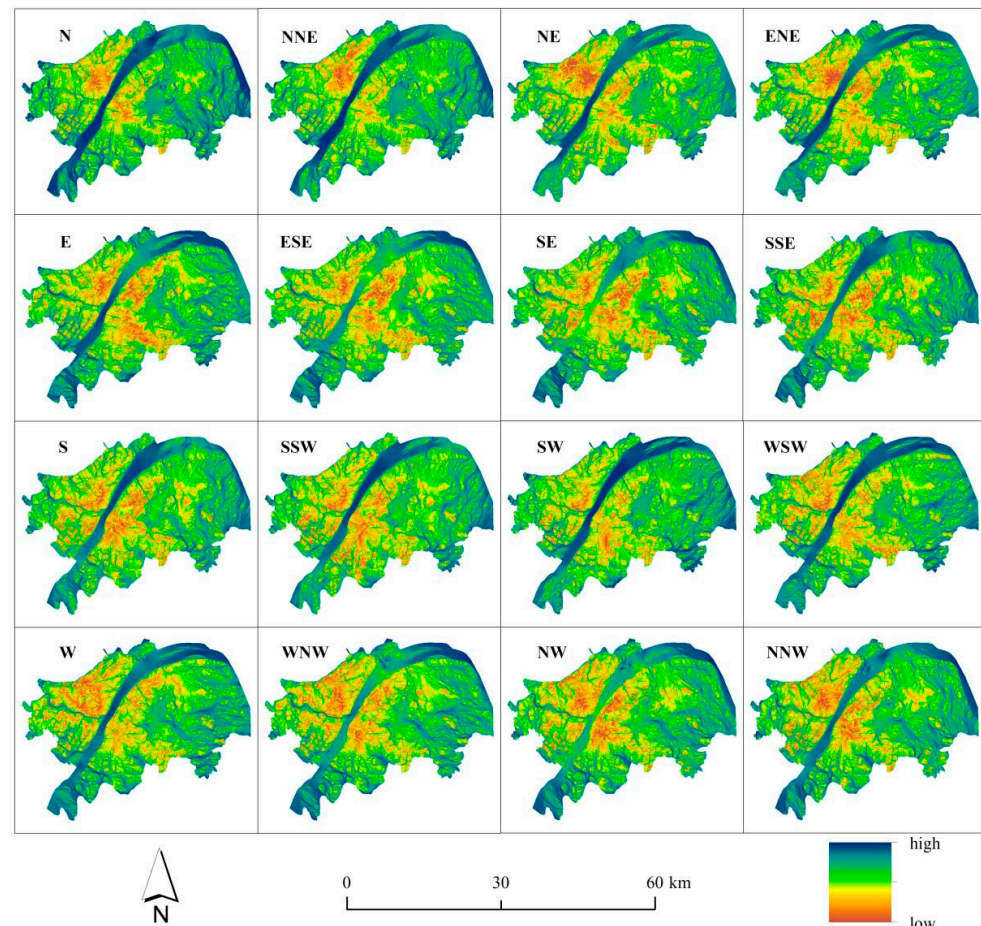 N NNE NE ENE
E ESE SE SSE
S SSW SW WSW
W WNW NW NNW
high
0 30 60 km
N
low